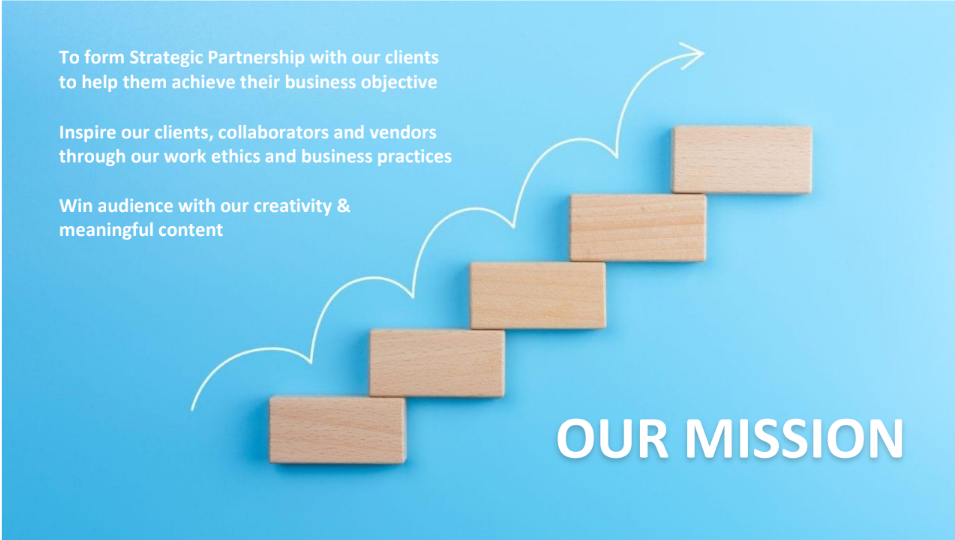 To form Strategic Partnership with our clients
to help them achieve their business objective
Inspire our clients, collaborators and vendors
through our work ethics and business practices
Win audience with our creativity &
meaningful content
OUR MISSION